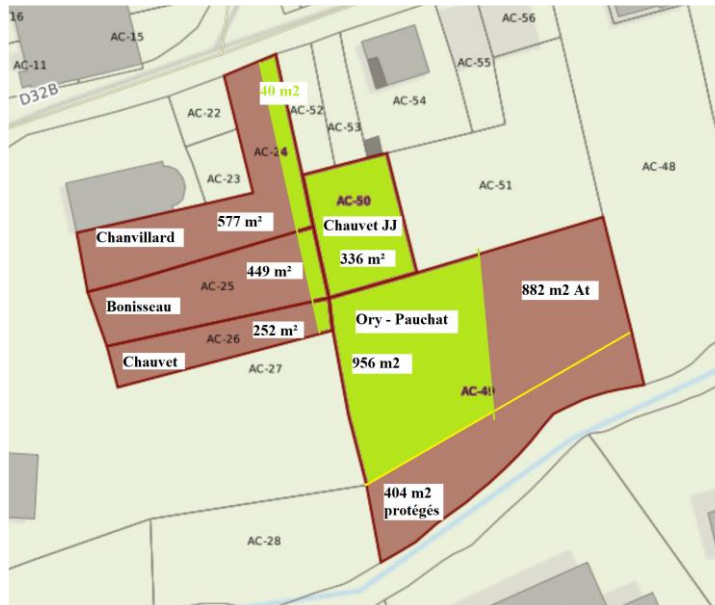 16
AC-15
AC-11
D32B
AC-56
AC-55
AC-54
40 m2
AC-52
AC-53
AC-22
AC-24
AC-23
AC-48
AC-51
AC-50
Chauvet JJ
336 m²
577 m²
Chanvillard
449 m²
AC-25
Bonisseau
882 m2 At
Ory - Pauchat
252 m²
AC-26
Chauvet
AC-27
956 m2
AC-49
404 m2
protégés
AC-28